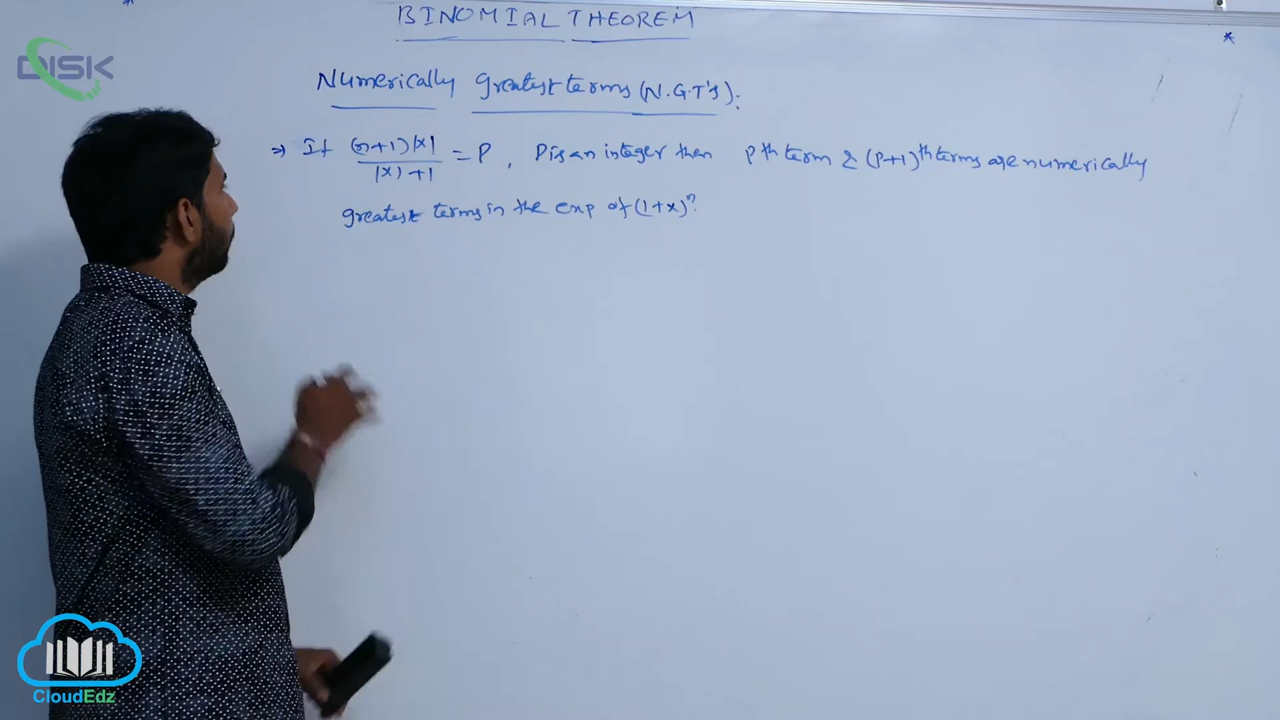 BINOMIAL THEOREM
DISK
Numerically greatest terms (N.G.T's):
⇒ If (n+1)|x| / |x|+1 = P, P is an integer then pth term & (P+1)th terms are numerically
greatest terms in the exp of (1+x)^n.
CloudEdz